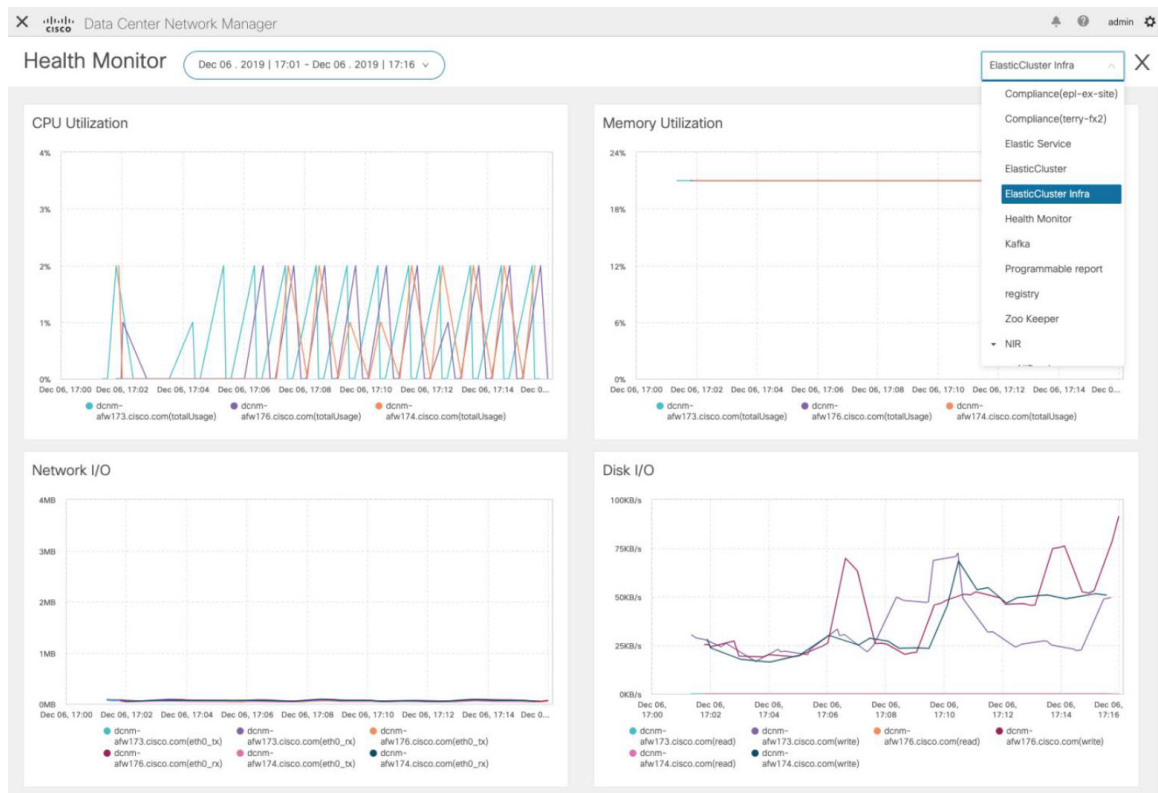 CISCO Data Center Network Manager
admin
Health Monitor
Dec 06 . 2019 | 17:01 - Dec 06 . 2019 | 17:16
ElasticCluster Infra
Compliance(epl-ex-site)
Compliance(terry-fx2)
Elastic Service
ElasticCluster
ElasticCluster Infra
Health Monitor
Kafka
Programmable report
registry
Zoo Keeper
NIR
CPU Utilization
4%
3%
2%
1%
0%
Dec 06, 17:00 Dec 06, 17:02 Dec 06, 17:04 Dec 06, 17:06 Dec 06, 17:08 Dec 06, 17:10 Dec 06, 17:12 Dec 06, 17:14 Dec 0...
dcnm-
afw173.cisco.com(totalUsage)
dcnm-
afw176.cisco.com(totalUsage)
dcnm-
afw174.cisco.com(totalUsage)
Memory Utilization
24%
18%
12%
6%
0%
Dec 06, 17:00 Dec 06, 17:02 Dec 06, 17:04 Dec 06, 17:06 Dec 06, 17:08 Dec 06, 17:10 Dec 06, 17:12 Dec 06, 17:14 Dec 0...
dcnm-
afw173.cisco.com(totalUsage)
dcnm-
afw176.cisco.com(totalUsage)
dcnm-
afw174.cisco.com(totalUsage)
Network I/O
4MB
3MB
2MB
1MB
0MB
Dec 06, 17:00 Dec 06, 17:02 Dec 06, 17:04 Dec 06, 17:06 Dec 06, 17:08 Dec 06, 17:10 Dec 06, 17:12 Dec 06, 17:14 Dec 0...
dcnm-
afw173.cisco.com(eth0_tx)
dcnm-
afw173.cisco.com(eth0_rx)
dcnm-
afw176.cisco.com(eth0_tx)
dcnm-
afw176.cisco.com(eth0_rx)
dcnm-
afw174.cisco.com(eth0_tx)
dcnm-
afw174.cisco.com(eth0_rx)
Disk I/O
100KB/s
75KB/s
50KB/s
25KB/s
0KB/s
Dec 06, Dec 06, Dec 06, Dec 06, Dec 06, Dec 06, Dec 06, Dec 06, Dec 06,
17:00 17:02 17:04 17:06 17:08 17:10 17:12 17:14 17:16
dcnm-
afw173.cisco.com(read)
dcnm-
afw173.cisco.com(write)
dcnm-
afw176.cisco.com(read)
dcnm-
afw176.cisco.com(write)
dcnm-
afw174.cisco.com(read)
dcnm-
afw174.cisco.com(write)